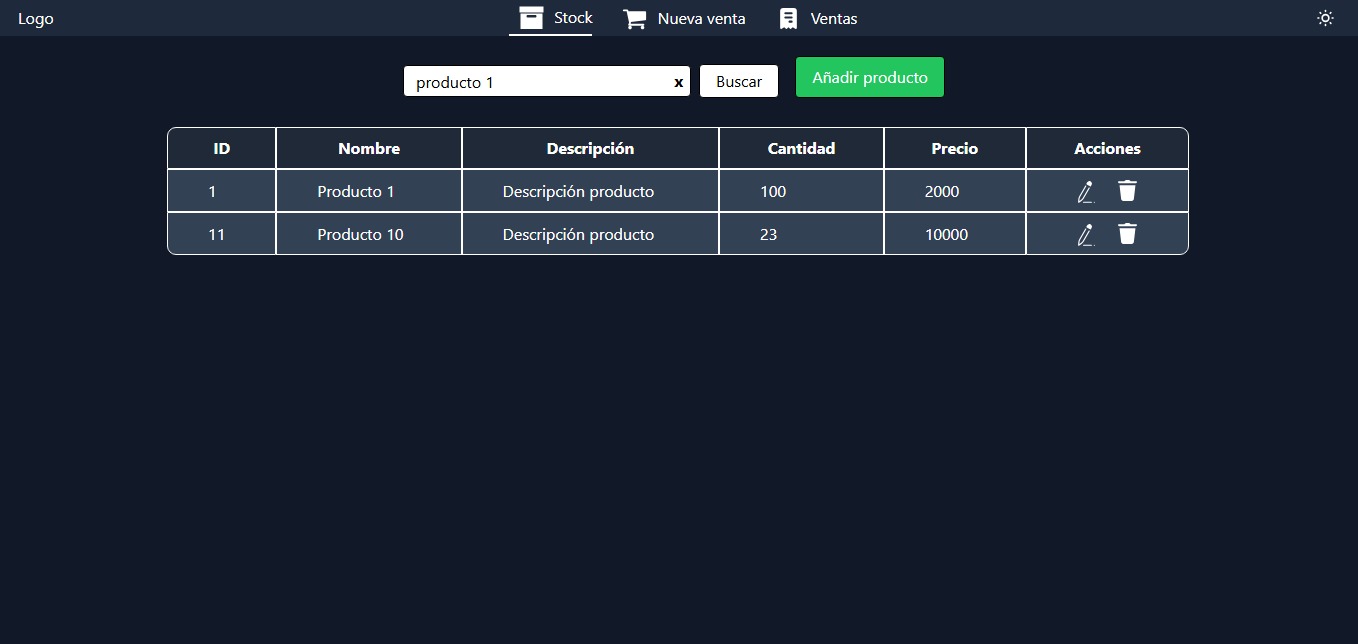 Logo Stock Nueva venta Ventas
producto 1 x Buscar Añadir producto
ID Nombre Descripción Cantidad Precio Acciones
1 Producto 1 Descripción producto 100 2000
11 Producto 10 Descripción producto 23 10000